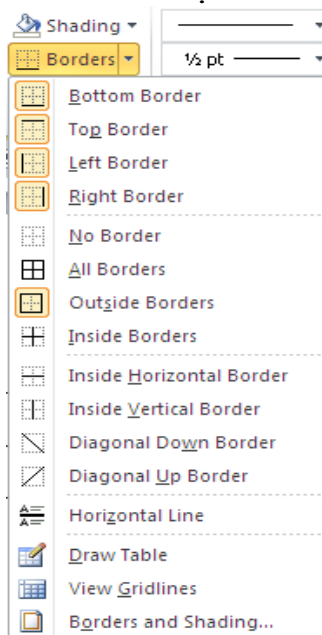 Shading
Borders
½ pt
Bottom Border
Top Border
Left Border
Right Border
No Border
All Borders
Outside Borders
Inside Borders
Inside Horizontal Border
Inside Vertical Border
Diagonal Down Border
Diagonal Up Border
Horizontal Line
Draw Table
View Gridlines
Borders and Shading...